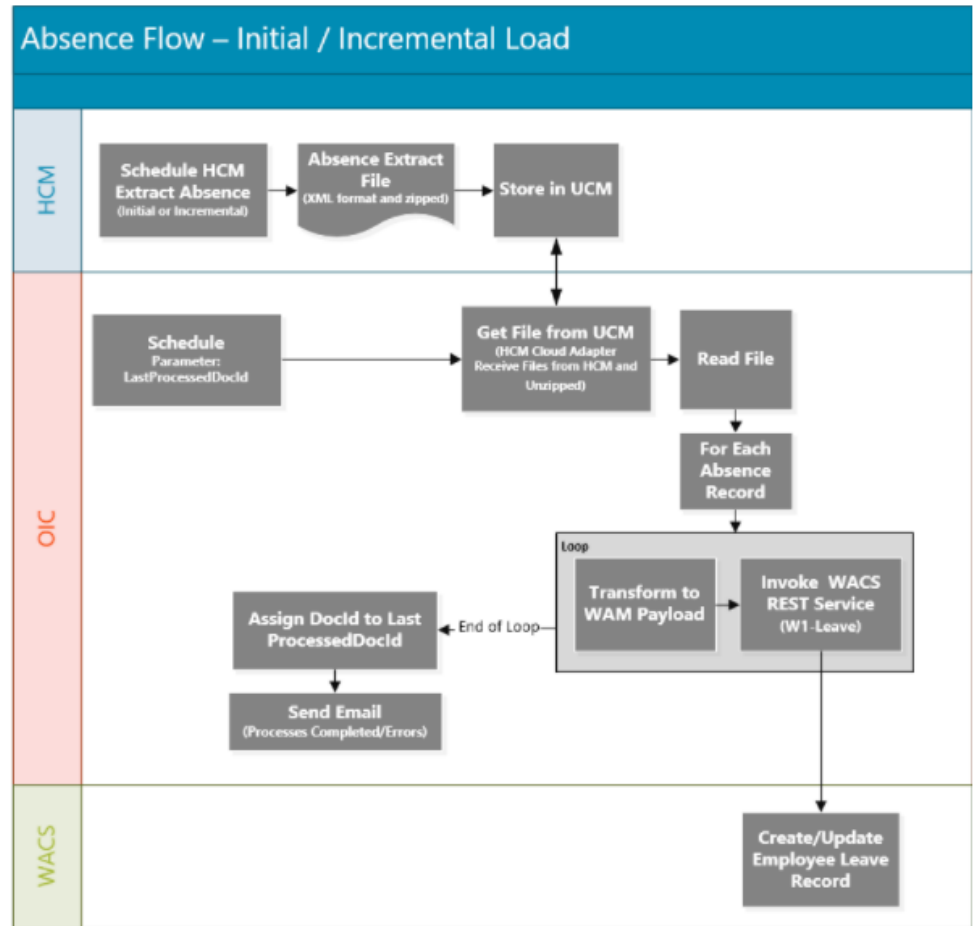 Absence Flow – Initial / Incremental Load
HCM
Schedule HCM
Extract Absence
(Initial or Incremental)
Absence Extract
File
(XML format and zipped)
Store in UCM
OIC
Schedule
Parameter:
LastProcessedDocId
Get File from UCM
(HCM Cloud Adapter
Receive Files from HCM and
Unzipped)
Read File
For Each
Absence
Record
Loop
Transform to
WAM Payload
Invoke WACS
REST Service
(W1-Leave)
End of Loop
Assign DocId to Last
ProcessedDocId
Send Email
(Processes Completed/Errors)
WACS
Create/Update
Employee Leave
Record